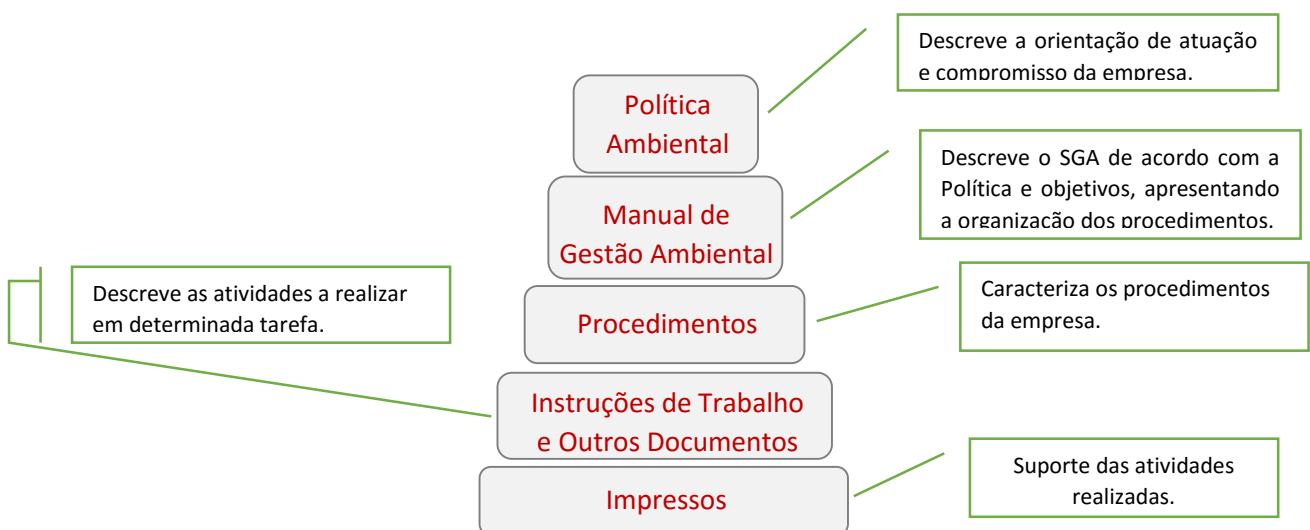 Descreve a orientação de atuação
e compromisso da empresa.
Política
Ambiental
Descreve o SGA de acordo com a
Política e objetivos, apresentando
a organização dos procedimentos.
Manual de
Gestão Ambiental
Descreve as atividades a realizar
em determinada tarefa.
Caracteriza os procedimentos
da empresa.
Procedimentos
Instruções de Trabalho
e Outros Documentos
Suporte das atividades
realizadas.
Impressos